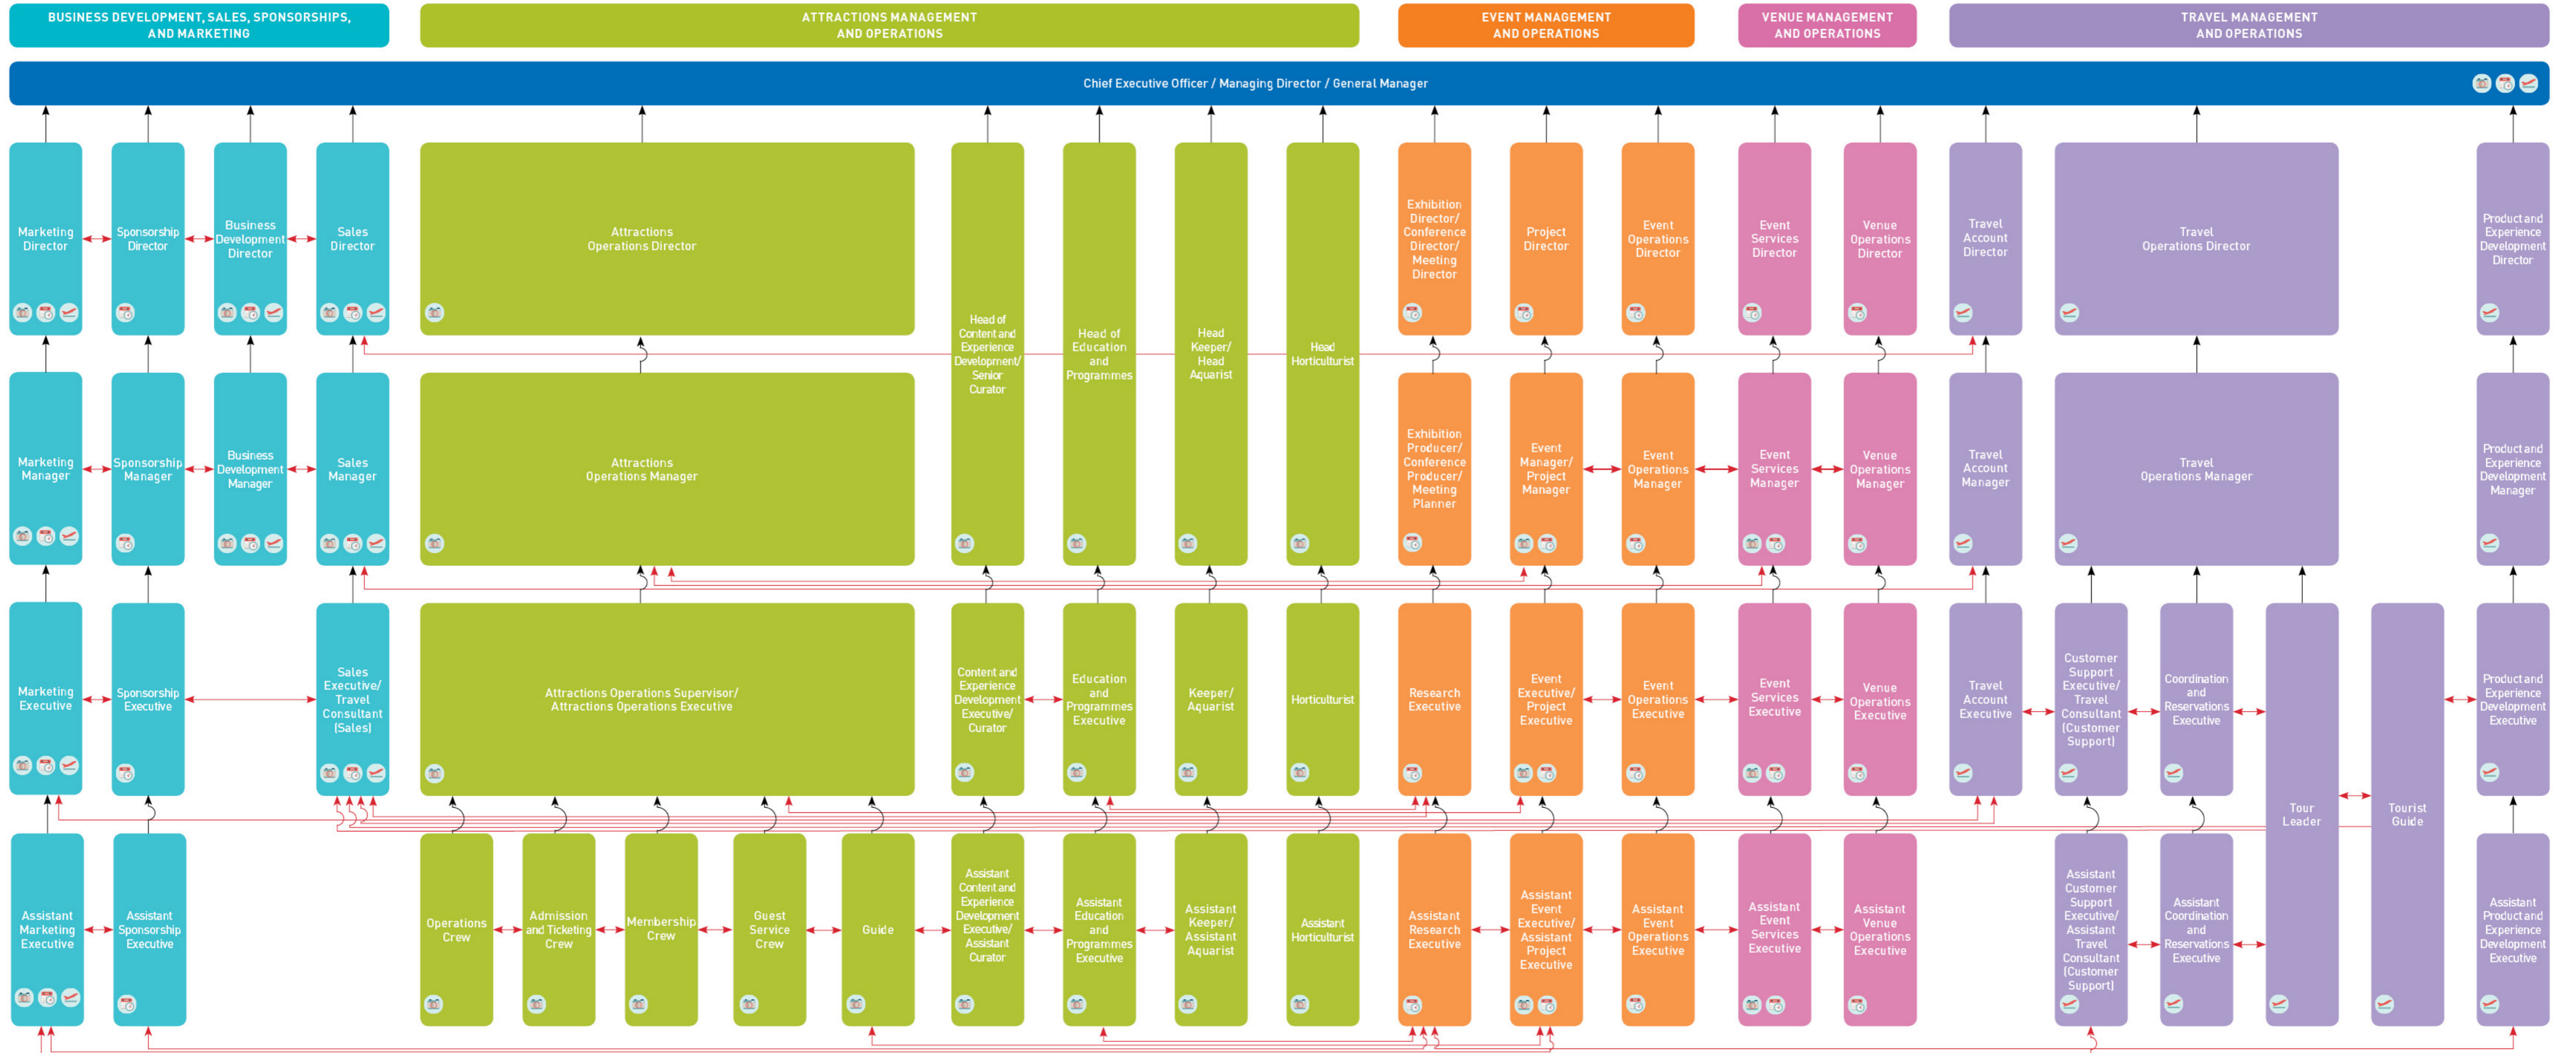 BUSINESS DEVELOPMENT, SALES, SPONSORSHIPS,
AND MARKETING
ATTRACTIONS MANAGEMENT
AND OPERATIONS
EVENT MANAGEMENT
AND OPERATIONS
VENUE MANAGEMENT
AND OPERATIONS
TRAVEL MANAGEMENT
AND OPERATIONS
Chief Executive Officer / Managing Director / General Manager
Marketing
Director
Sponsorship
Director
Business
Development
Director
Sales
Director
Attractions
Operations Director
Head of
Content and
Experience
Development/
Senior
Curator
Head of
Education
and
Programmes
Head
Keeper/
Head
Aquarist
Head
Horticulturist
Exhibition
Director/
Conference
Director/
Meeting
Director
Project
Director
Event
Operations
Director
Event
Services
Director
Venue
Operations
Director
Travel
Account
Director
Travel
Operations Director
Product and
Experience
Development
Director
Marketing
Manager
Sponsorship
Manager
Business
Development
Manager
Sales
Manager
Attractions
Operations Manager
Exhibition
Producer/
Conference
Producer/
Meeting
Planner
Event
Manager/
Project
Manager
Event
Operations
Manager
Event
Services
Manager
Venue
Operations
Manager
Travel
Account
Manager
Travel
Operations Manager
Product and
Experience
Development
Manager
Marketing
Executive
Sponsorship
Executive
Sales
Executive/
Travel
Consultant
(Sales)
Attractions Operations Supervisor/
Attractions Operations Executive
Content and
Experience
Development
Executive/
Curator
Education
and
Programmes
Executive
Keeper/
Aquarist
Horticulturist
Research
Executive
Event
Executive/
Project
Executive
Event
Operations
Executive
Event
Services
Executive
Venue
Operations
Executive
Travel
Account
Executive
Customer
Support
Executive/
Travel
Consultant
(Customer
Support)
Coordination
and
Reservations
Executive
Tour
Leader
Tourist
Guide
Product and
Experience
Development
Executive
Assistant
Marketing
Executive
Assistant
Sponsorship
Executive
Operations
Crew
Admission
and Ticketing
Crew
Membership
Crew
Guest
Service
Crew
Guide
Assistant
Content and
Experience
Development
Executive/
Assistant
Curator
Assistant
Education
and
Programmes
Executive
Assistant
Keeper/
Assistant
Aquarist
Assistant
Horticulturist
Assistant
Research
Executive
Assistant
Event
Executive/
Assistant
Project
Executive
Assistant
Event
Operations
Executive
Assistant
Event
Services
Executive
Assistant
Venue
Operations
Executive
Assistant
Customer
Support
Executive/
Assistant
Travel
Consultant
(Customer
Support)
Assistant
Coordination
and
Reservations
Executive
Assistant
Product and
Experience
Development
Executive